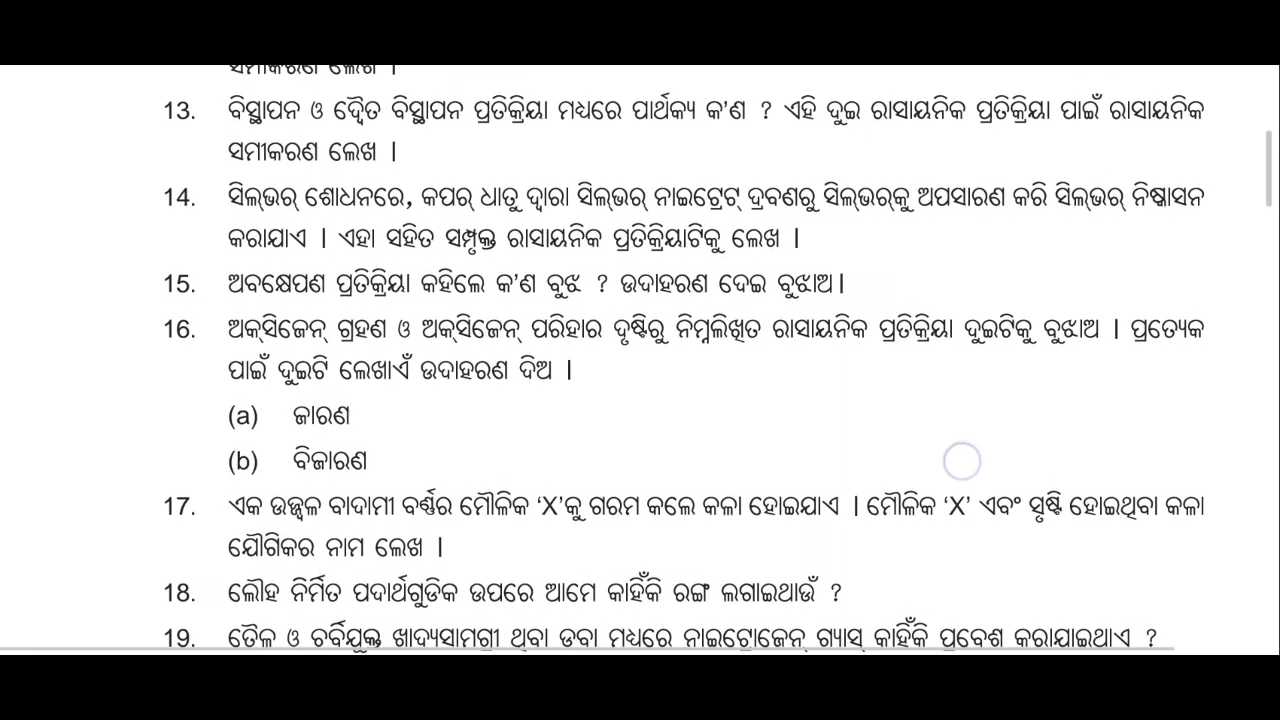 ସମୀକରଣ ଲେଖ ।
13. ବିସ୍ଥାପନ ଓ ଦ୍ୱୈତ ବିସ୍ଥାପନ ପ୍ରତିକ୍ରିୟା ମଧ୍ୟରେ ପାର୍ଥକ୍ୟ କ’ଣ ? ଏହି ଦୁଇ ରାସାୟନିକ ପ୍ରତିକ୍ରିୟା ପାଇଁ ରାସାୟନିକ
ସମୀକରଣ ଲେଖ ।
14. ସିଲ୍‌ଭର୍ ଶୋଧନରେ, କପର୍ ଧାତୁ ଦ୍ୱାରା ସିଲ୍‌ଭର୍ ନାଇଟ୍ରେଟ୍ ଦ୍ରବଣରୁ ସିଲ୍‌ଭର୍‌କୁ ଅପସାରଣ କରି ସିଲ୍‌ଭର୍ ନିଷ୍କାସନ
କରାଯାଏ । ଏହା ସହିତ ସମ୍ପୃକ୍ତ ରାସାୟନିକ ପ୍ରତିକ୍ରିୟାଟିକୁ ଲେଖ ।
15. ଅବକ୍ଷେପଣ ପ୍ରତିକ୍ରିୟା କହିଲେ କ’ଣ ବୁଝ ? ଉଦାହରଣ ଦେଇ ବୁଝାଅ।
16. ଅକ୍‌ସିଜେନ୍ ଗ୍ରହଣ ଓ ଅକ୍‌ସିଜେନ୍ ପରିହାର ଦୃଷ୍ଟିରୁ ନିମ୍ନଲିଖିତ ରାସାୟନିକ ପ୍ରତିକ୍ରିୟା ଦୁଇଟିକୁ ବୁଝାଅ । ପ୍ରତ୍ୟେକ
ପାଇଁ ଦୁଇଟି ଲେଖାଏଁ ଉଦାହରଣ ଦିଅ ।
(a) ଜାରଣ
(b) ବିଜାରଣ
17. ଏକ ଉଜ୍ଜ୍ୱଳ ବାଦାମୀ ବର୍ଣ୍ଣର ମୌଳିକ ‘X’କୁ ଗରମ କଲେ କଳା ହୋଇଯାଏ । ମୌଳିକ ‘X’ ଏବଂ ସୃଷ୍ଟି ହୋଇଥିବା କଳା
ଯୌଗିକର ନାମ ଲେଖ ।
18. ଲୌହ ନିର୍ମିତ ପଦାର୍ଥଗୁଡିକ ଉପରେ ଆମେ କାହିଁକି ରଙ୍ଗ ଲଗାଇଥାଉଁ ?
19. ତୈଳ ଓ ଚର୍ବିଯୁକ୍ତ ଖାଦ୍ୟସାମଗ୍ରୀ ଥିବା ଡବା ମଧ୍ୟରେ ନାଇଟ୍ରୋଜେନ୍ ଗ୍ୟାସ୍ କାହିଁକି ପ୍ରବେଶ କରାଯାଇଥାଏ ?